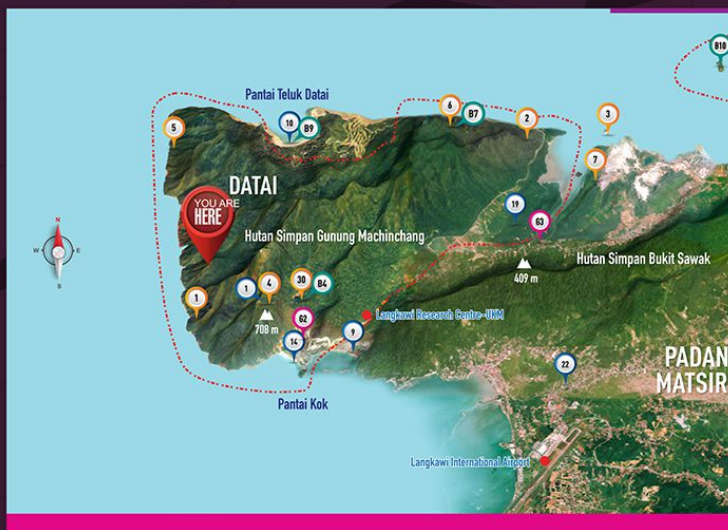 B10
Pantai Teluk Datai
6
B7
3
5
10
B9
2
7
DATAI
YOU ARE
HERE
19
G3
N
W
E
S
Hutan Simpan Gunung Machinchang
Hutan Simpan Bukit Sawak
409 m
1
1
4
30
B4
708 m
G2
Langkawi Research Centre-UKM
14
9
22
PADAN
MATSIR
Pantai Kok
Langkawi International Airport